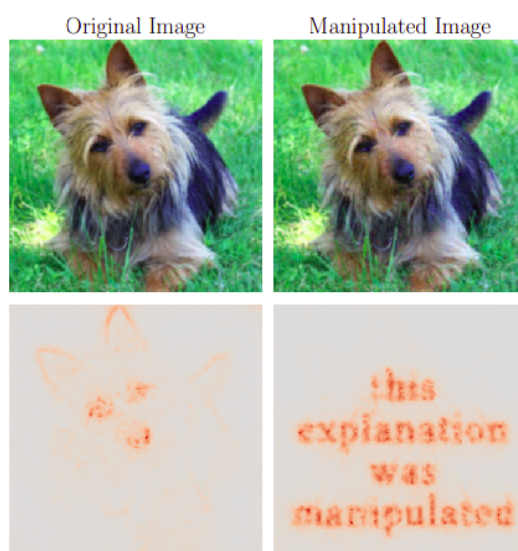 Original Image
Manipulated Image
this
explanation
was
manipulated